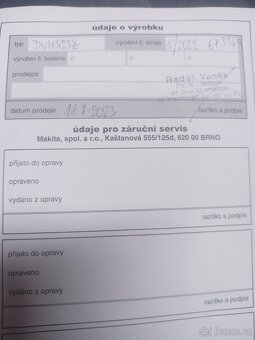 údaje o výrobku
typ DUH523Z výrobní č. stroje 5/2022
výrobní č. baterie
prodejce
Radek Vaněk
datum prodeje 18.7.2023 razítko a podpis
údaje pro záruční servis
Makita, spol. s r.o., Kaštanová 555/125d, 620 00 BRNO
přijato do opravy
opraveno
vydáno z opravy
razítko a podpis
přijato do opravy
opraveno
vydáno z opravy
razítko a podpis
Bazoš.cz